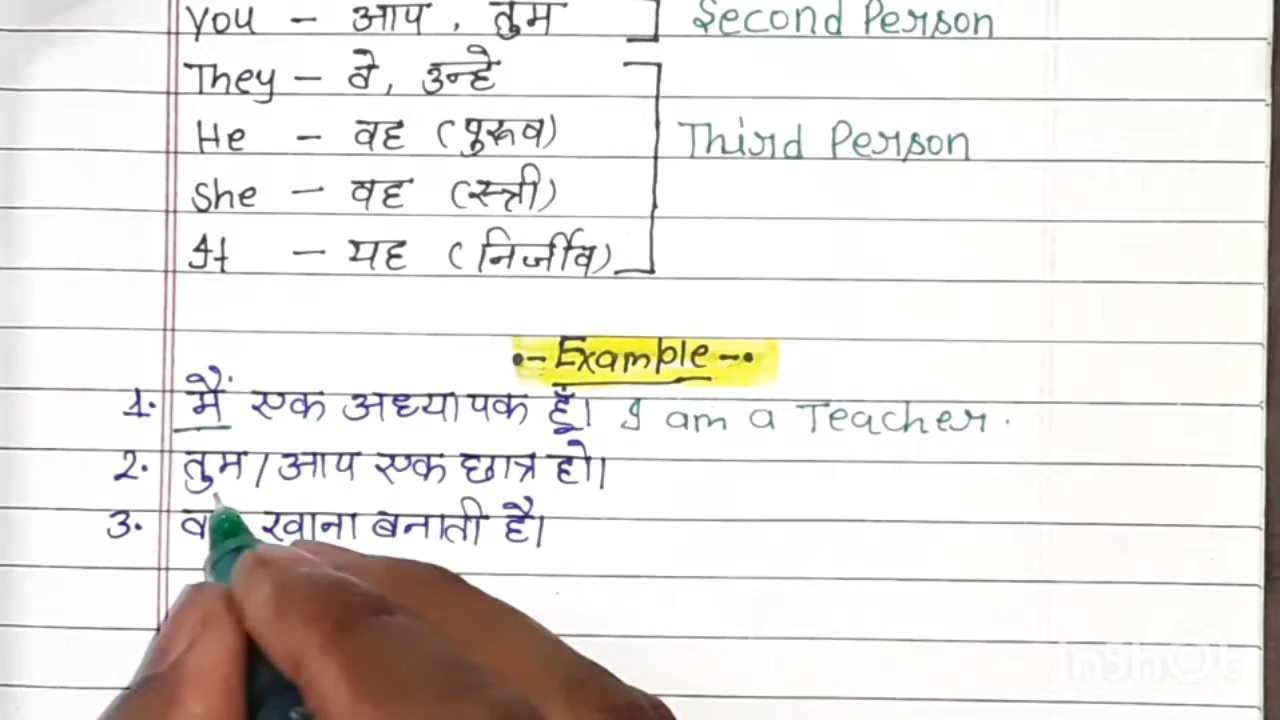 You – आप, तुम ] Second Person
They – वे, उन्हे
He – वह (पुरूष) Third Person
She – वह (स्त्री)
It – यह (निर्जीव)
•– Example –•
1. मैं एक अध्यापक हूँ। I am a Teacher.
2. तुम/आप एक छात्र हो।
3. खाना बनाती है।
InShOt